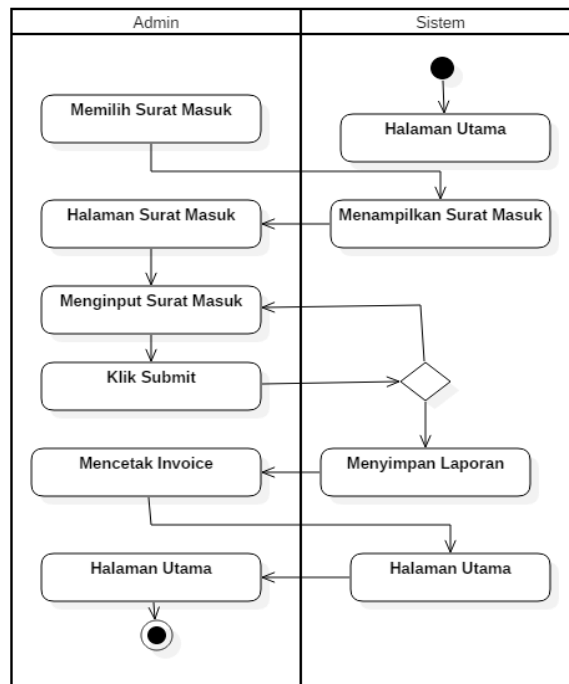 Admin
Sistem
Memilih Surat Masuk
Halaman Utama
Halaman Surat Masuk
Menampilkan Surat Masuk
Menginput Surat Masuk
Klik Submit
Mencetak Invoice
Menyimpan Laporan
Halaman Utama
Halaman Utama